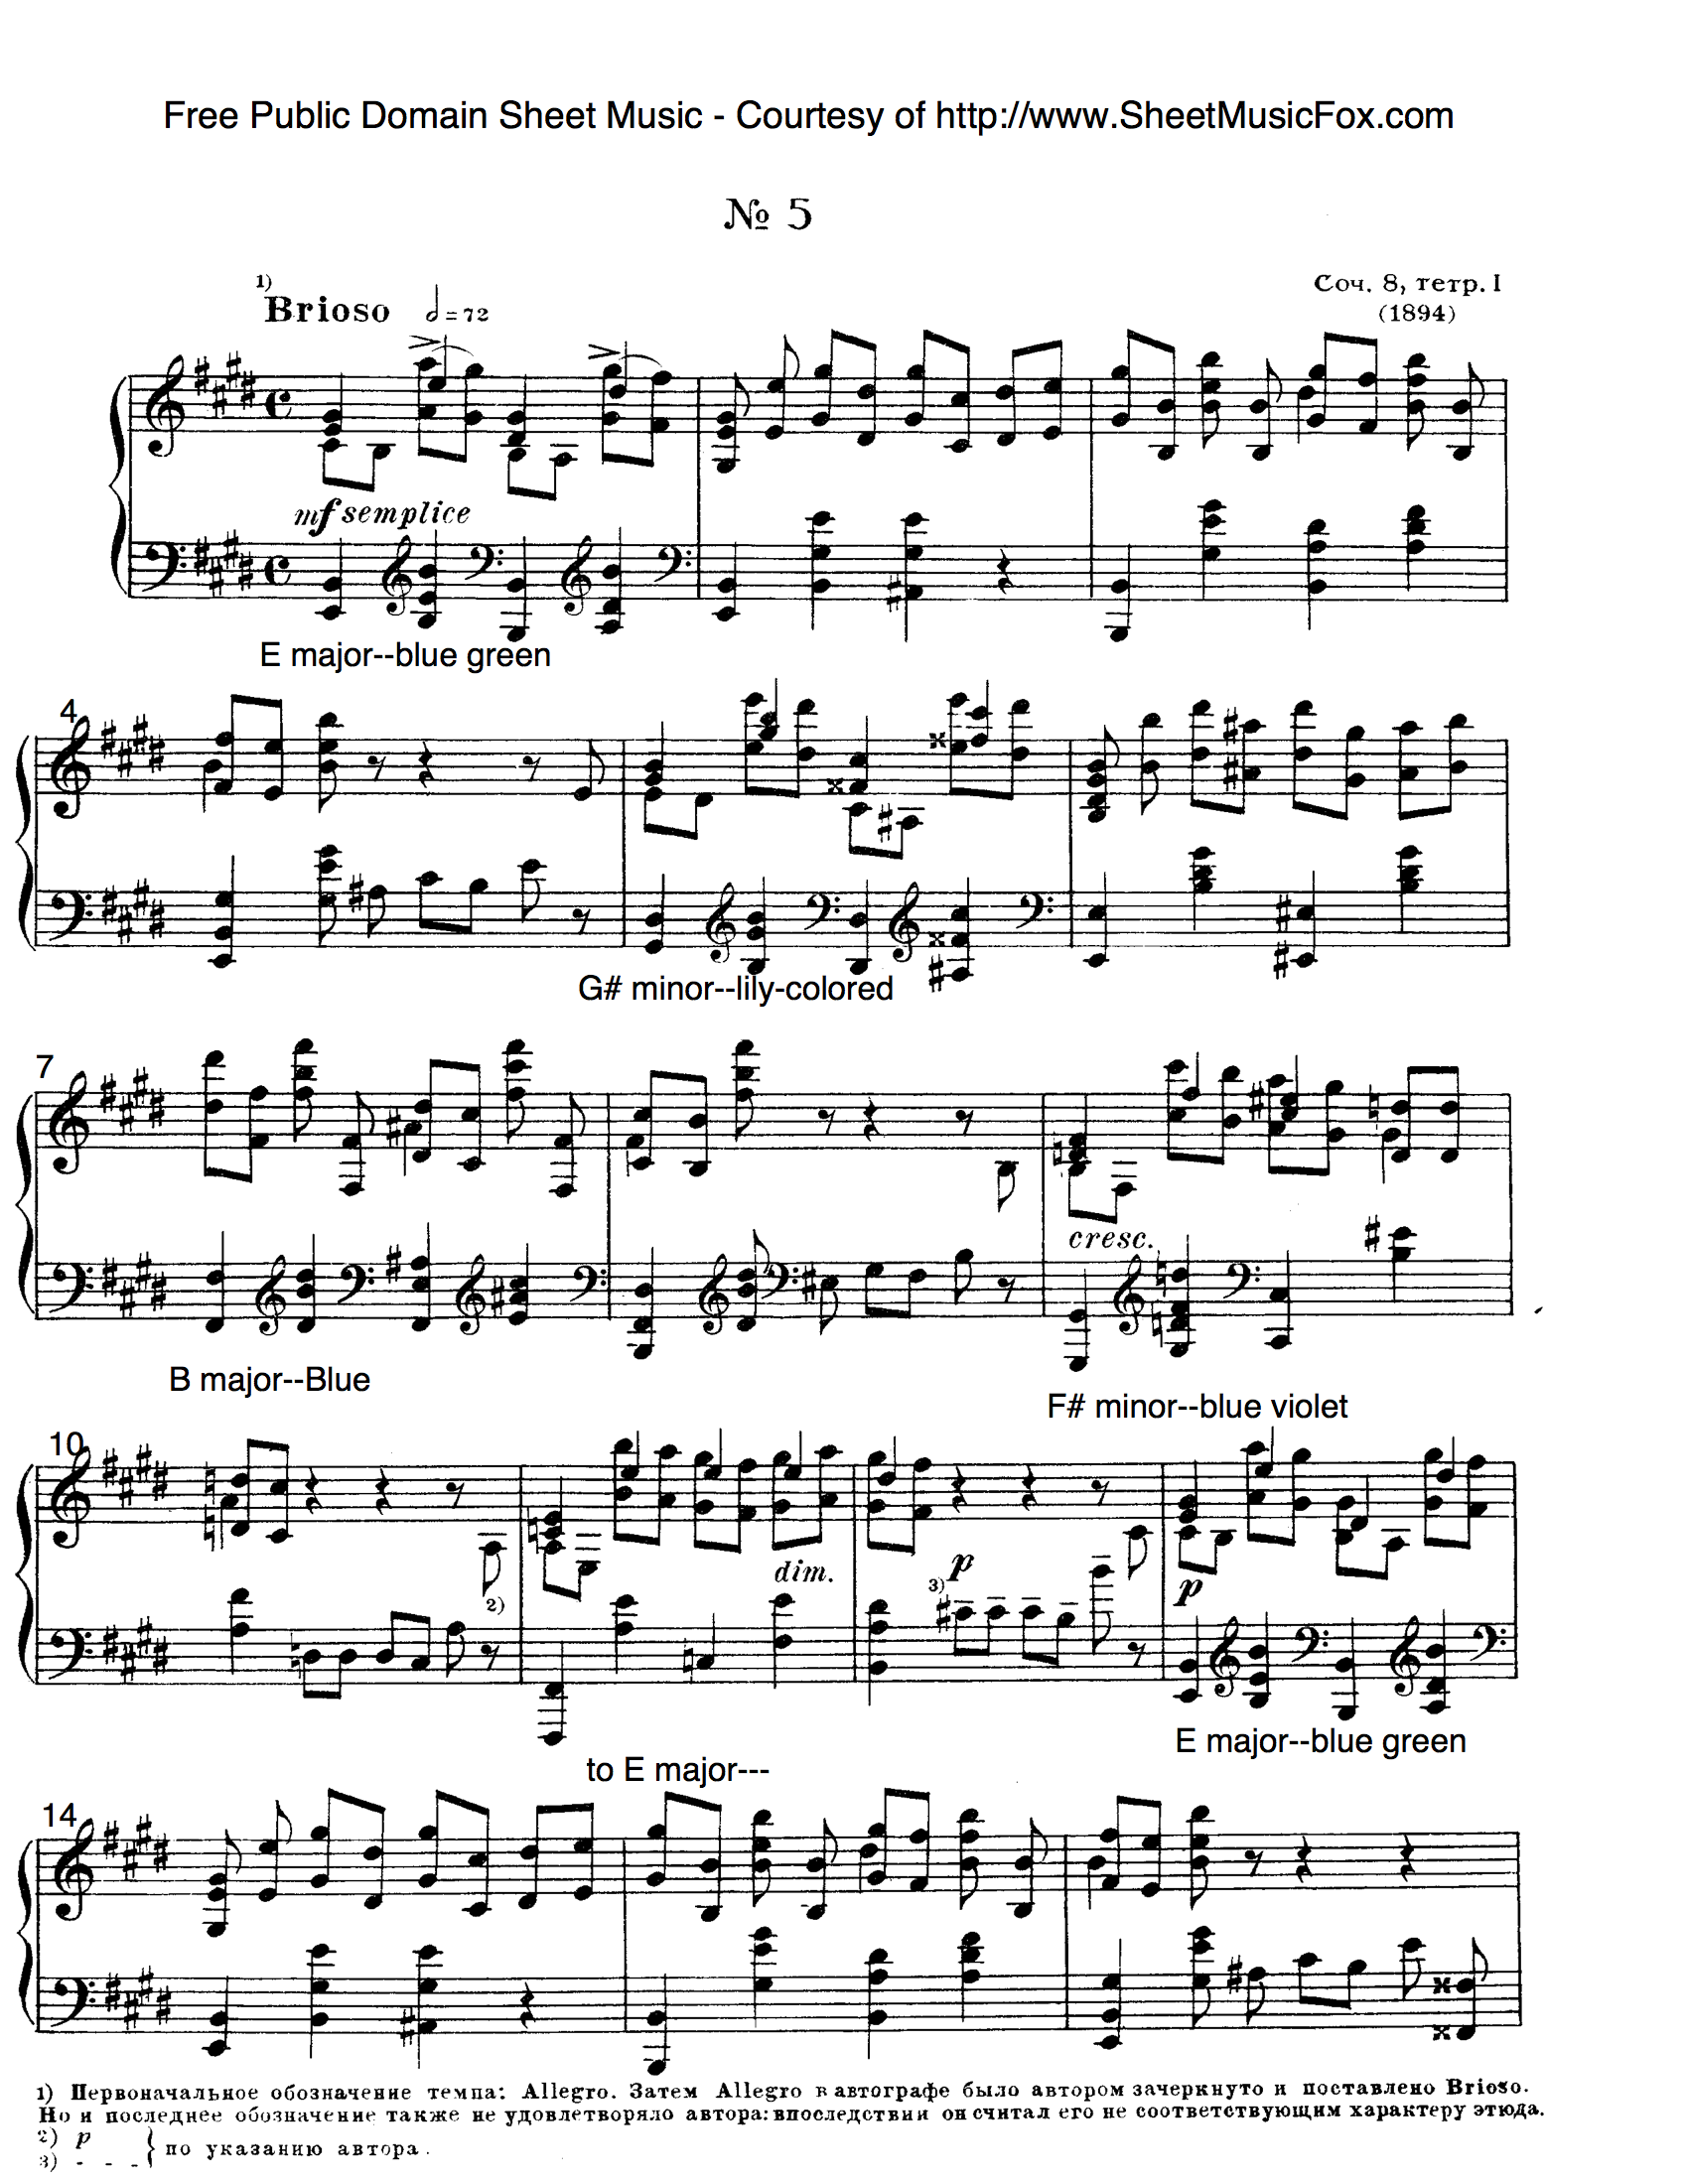 Free Public Domain Sheet Music - Courtesy of http://www.SheetMusicFox.com
№ 5
1)
Соч. 8, тетр. I
Brioso 𝅗𝅥 = 72
(1894)
mf semplice
E major--blue green
4
G# minor--lily-colored
7
cresc.
B major--Blue
F# minor--blue violet
10
dim.
p
p
2)
3)
E major--blue green
to E major---
14
1) Первоначальное обозначение темпа: Allegro. Затем Allegro в автографе было автором зачеркнуто и поставлено Brioso.
Но и последнее обозначение также не удовлетворяло автора: впоследствии он считал его не соответствующим характеру этюда.
2) p
3) - - - } по указанию автора.